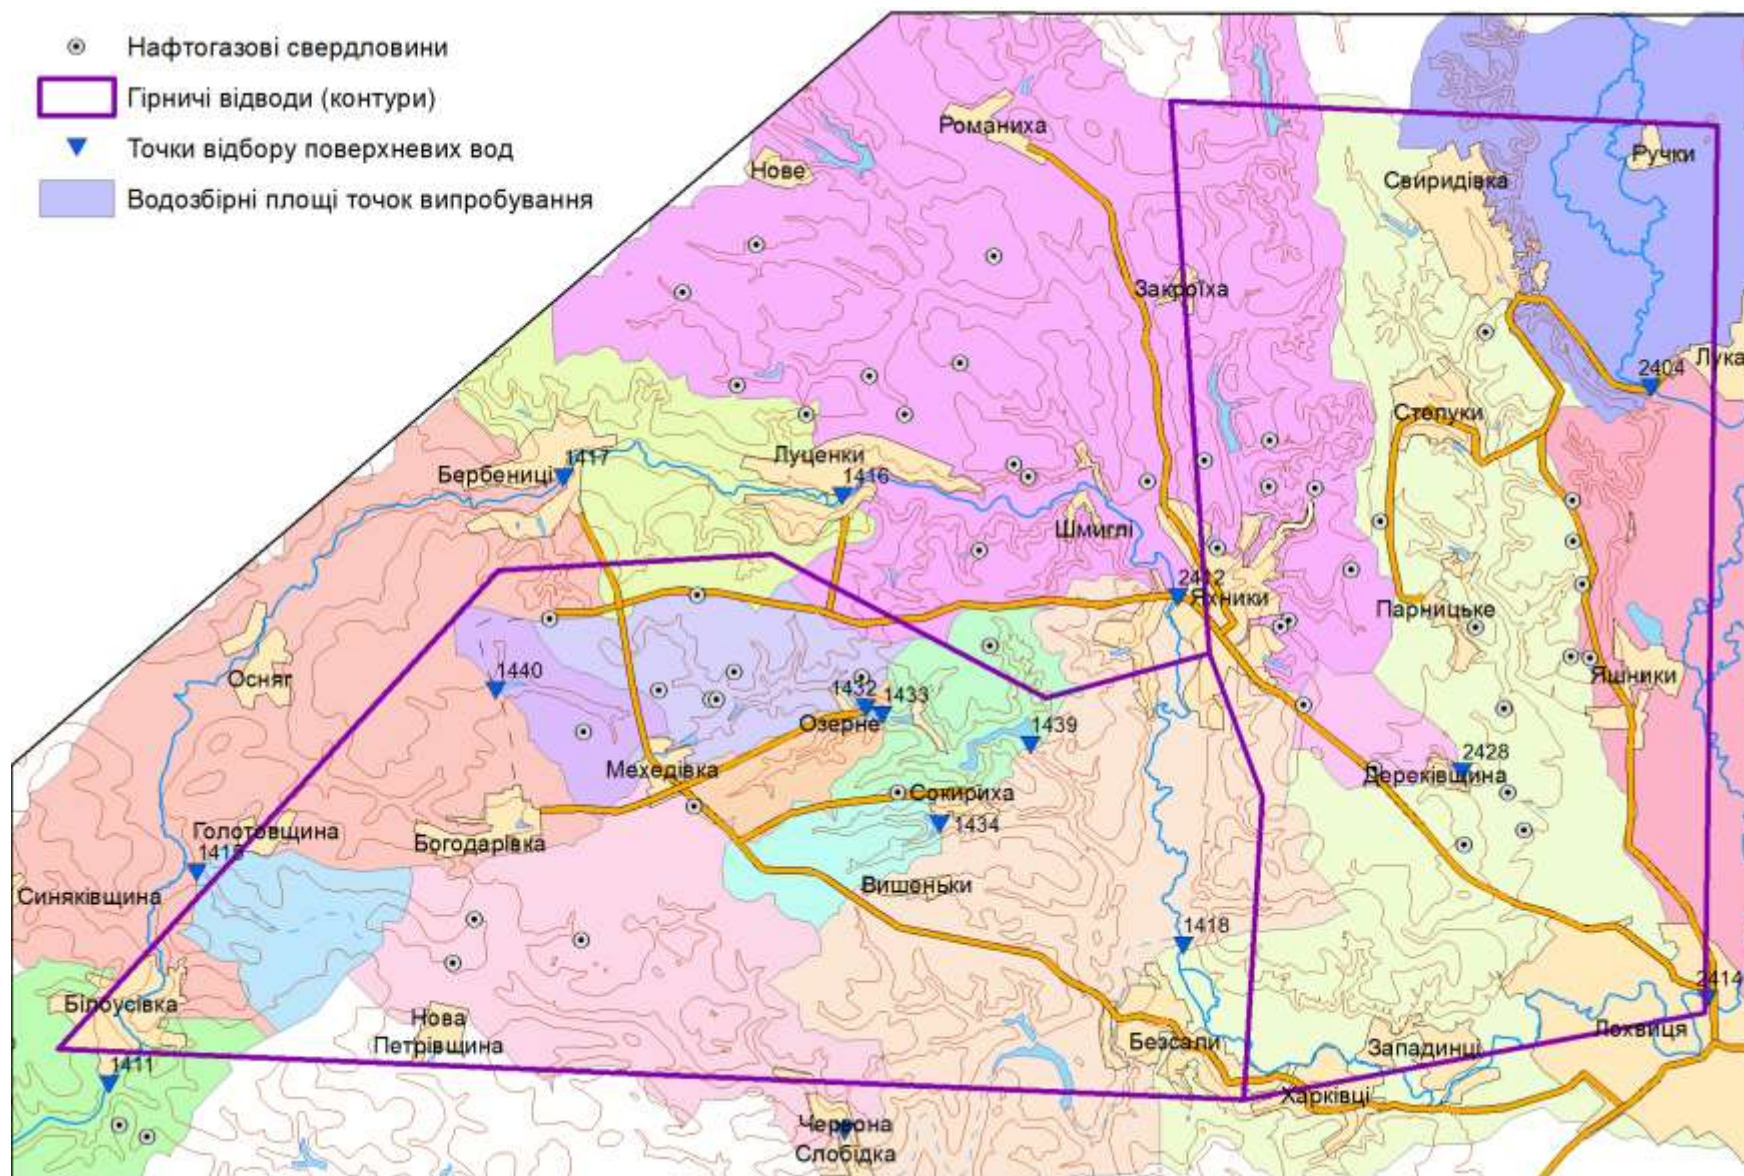 Нафтогазові свердловини
Гірничі відводи (контури)
Точки відбору поверхневих вод
Водозбірні площі точок випробування
Романиха
Нове
Ручки
Свиридівка
Закроїха
Лука
2404
Степуки
Луценки
1417
Бербениці
1416
Шмиглі
2412
Яхники
Парницьке
Осняг
1440
Яшники
1432
1433
Озерне
1439
Мехедівка
2428
Дереківщина
Сокириха
1434
Голотовщина
Богодарівка
1415
Синяківщина
Вишеньки
1418
2414
Білоусівка
Нова
Петрівщина
Лохвиця
Безсали
Западинці
1411
Харківці
Червона
Слобідка